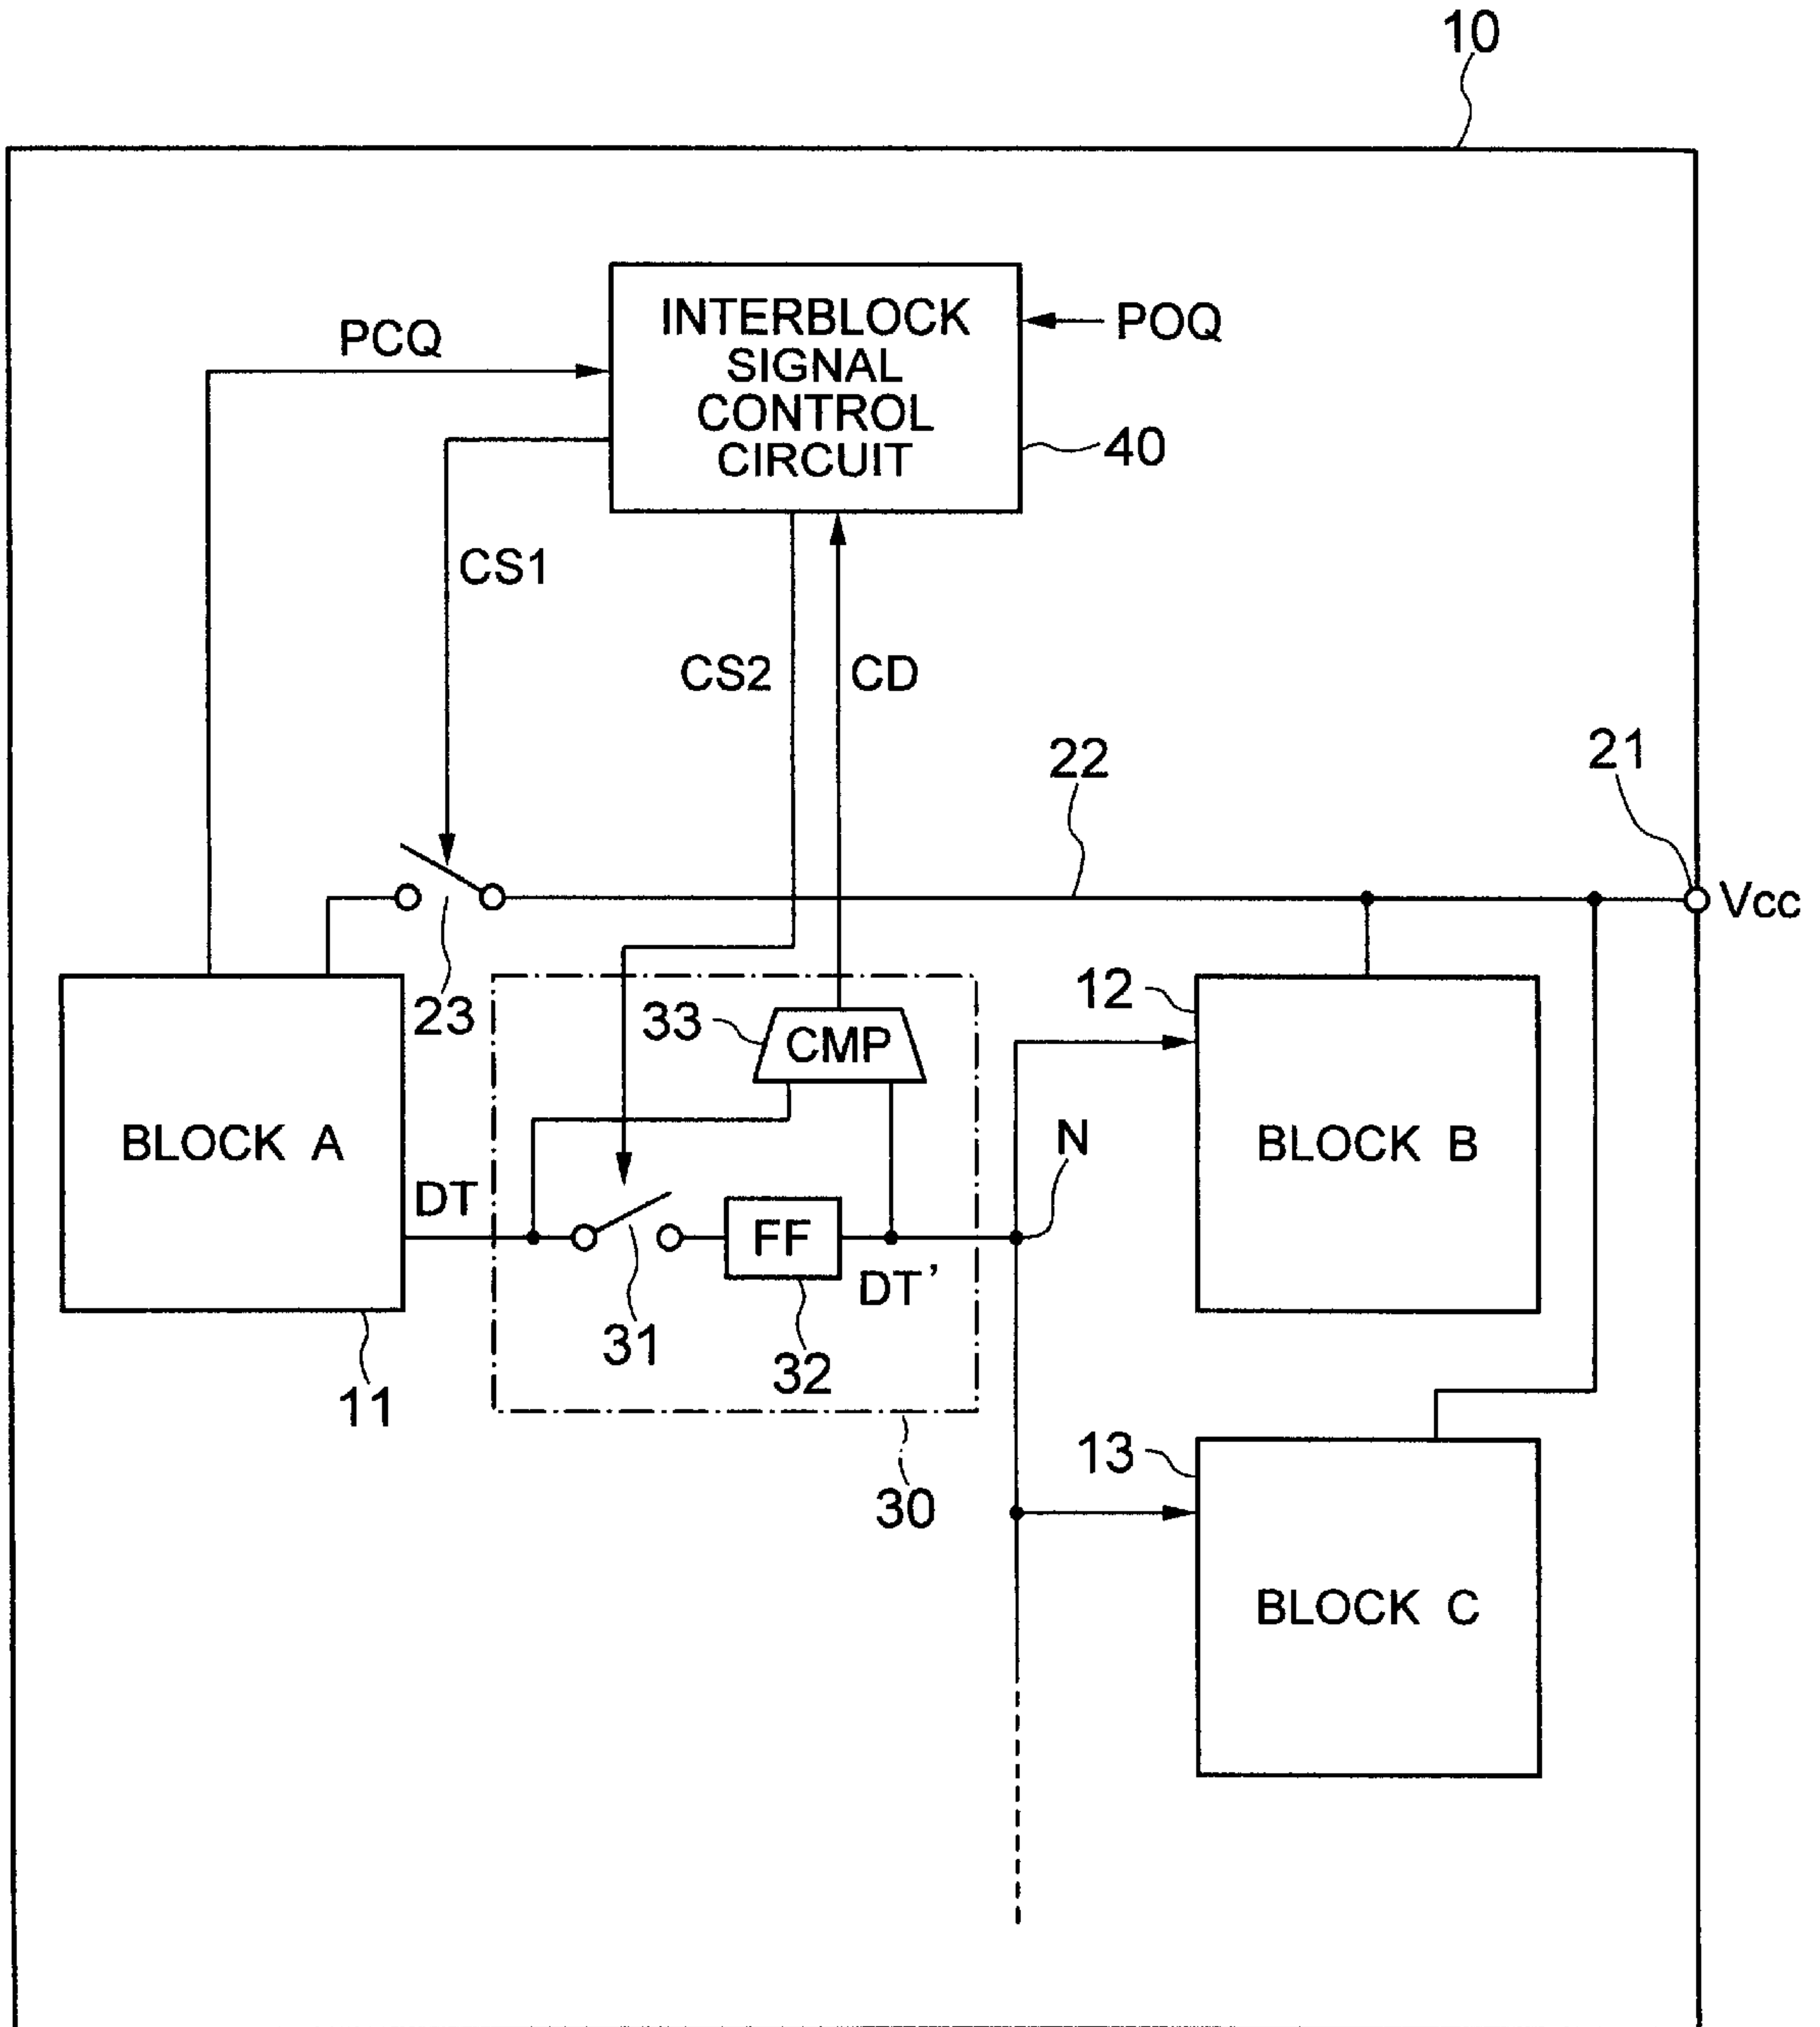 10
INTERBLOCK
SIGNAL
CONTROL
CIRCUIT
PCQ
POQ
40
CS1
CS2
CD
22
21
Vcc
23
33
CMP
12
BLOCK A
BLOCK B
N
DT
FF
DT'
31
32
11
13
30
BLOCK C